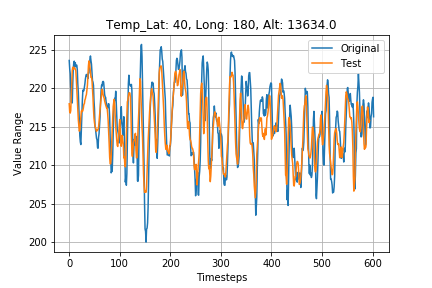 Temp_Lat: 40, Long: 180, Alt: 13634.0
Original
Test
Value Range
225
220
215
210
205
200
0 100 200 300 400 500 600
Timesteps